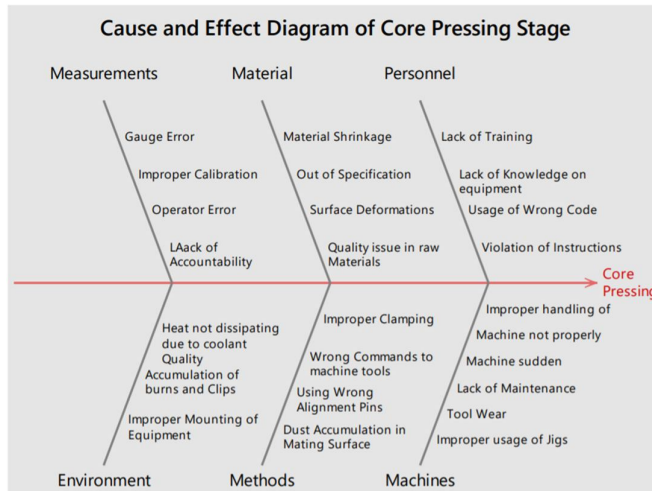 Cause and Effect Diagram of Core Pressing Stage
Measurements
Material
Personnel
Gauge Error
Improper Calibration
Operator Error
LAack of
Accountability
Material Shrinkage
Out of Specification
Surface Deformations
Quality issue in raw
Materials
Lack of Training
Lack of Knowledge on
equipment
Usage of Wrong Code
Violation of Instructions
Core
Pressing
Heat not dissipating
due to coolant
Quality
Accumulation of
burns and Clips
Improper Mounting of
Equipment
Improper Clamping
Wrong Commands to
machine tools
Using Wrong
Alignment Pins
Dust Accumulation in
Mating Surface
Improper handling of
Machine not properly
Machine sudden
Lack of Maintenance
Tool Wear
Improper usage of Jigs
Environment
Methods
Machines